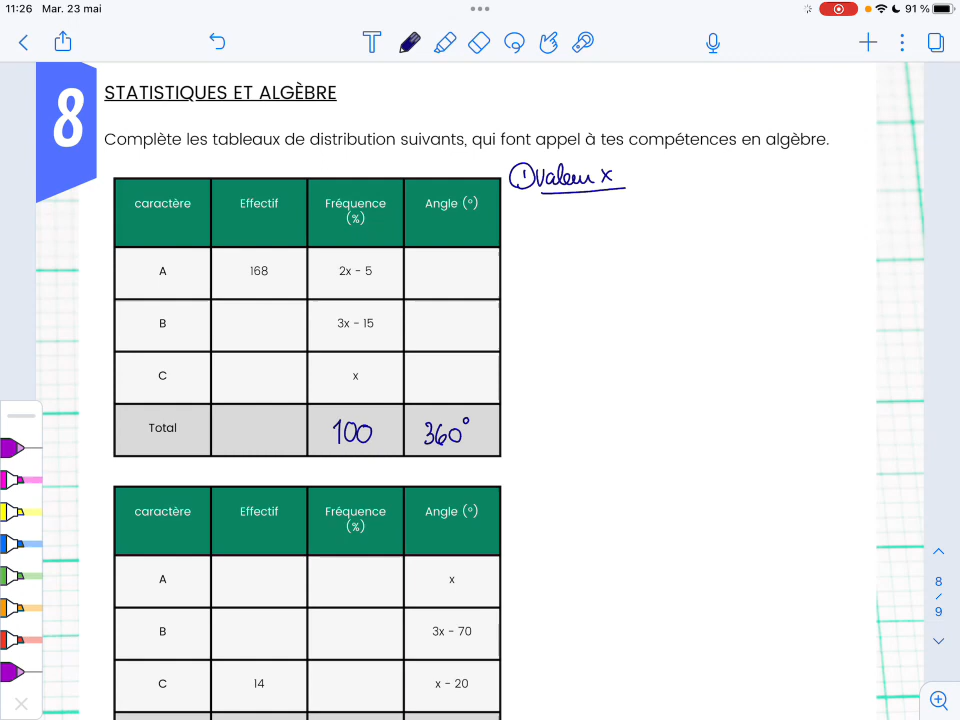 11:26 Mar. 23 mai
91 %
8
STATISTIQUES ET ALGÈBRE
Complète les tableaux de distribution suivants, qui font appel à tes compétences en algèbre.
① Valeur x
caractère Effectif Fréquence (%) Angle (°)
A 168 2x - 5
B 3x - 15
C x
Total 100 360°
caractère Effectif Fréquence (%) Angle (°)
A x
B 3x - 70
C 14 x - 20
8 / 9